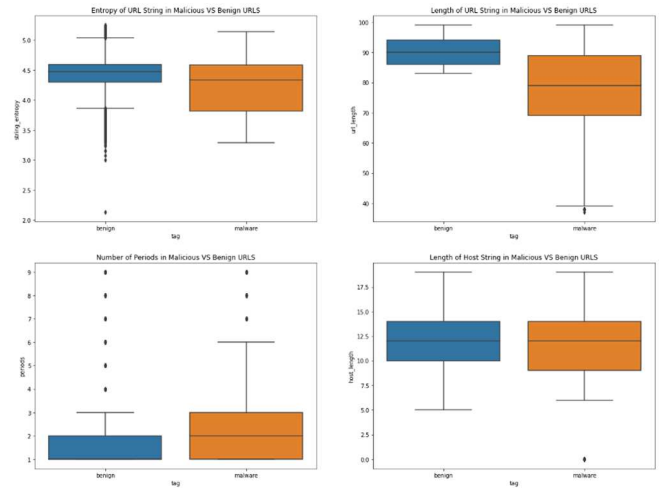 Entropy of URL String in Malicious VS Benign URLS
5.0
4.5
4.0
3.5
3.0
2.5
2.0
string_entropy
benign
malware
tag
Length of URL String in Malicious VS Benign URLS
100
90
80
70
60
50
40
url_length
benign
malware
tag
Number of Periods in Malicious VS Benign URLS
9
8
7
6
5
4
3
2
1
periods
benign
malware
tag
Length of Host String in Malicious VS Benign URLS
17.5
15.0
12.5
10.0
7.5
5.0
2.5
0.0
host_length
benign
malware
tag